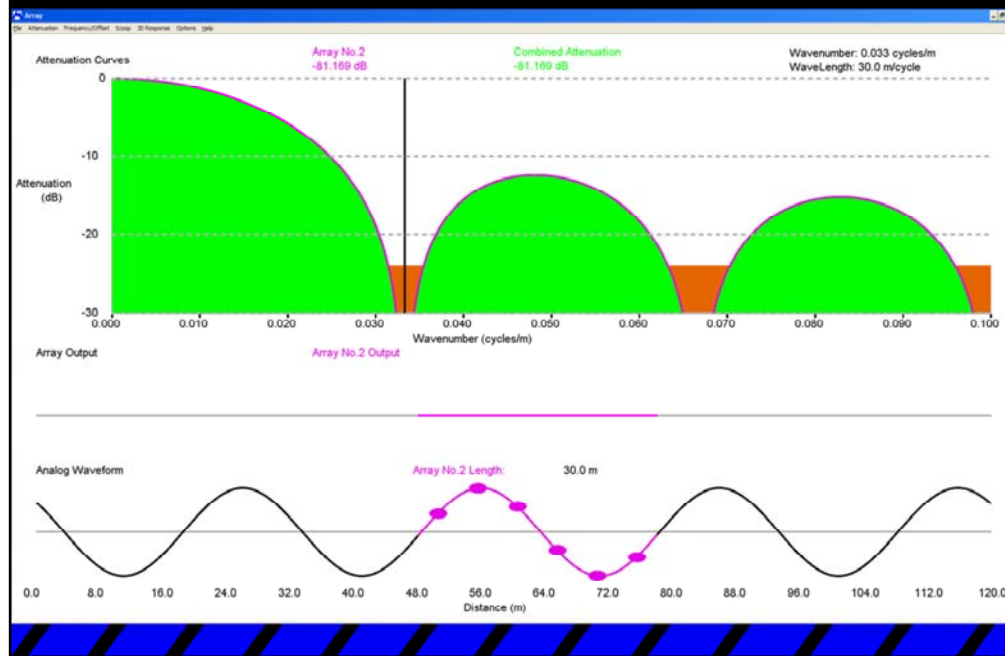 Array
File Attenuation Frequency/Offset Scoop 3D Response Options Help
Attenuation Curves
Array No.2
-81.169 dB
Combined Attenuation
-81.169 dB
Wavenumber: 0.033 cycles/m
WaveLength: 30.0 m/cycle
0
-10
Attenuation
(dB)
-20
-30
0.000 0.010 0.020 0.030 0.040 0.050 0.060 0.070 0.080 0.090 0.100
Wavenumber (cycles/m)
Array Output
Array No.2 Output
Analog Waveform
Array No.2 Length: 30.0 m
0.0 8.0 16.0 24.0 32.0 40.0 48.0 56.0 64.0 72.0 80.0 88.0 96.0 104.0 112.0 120.0
Distance (m)